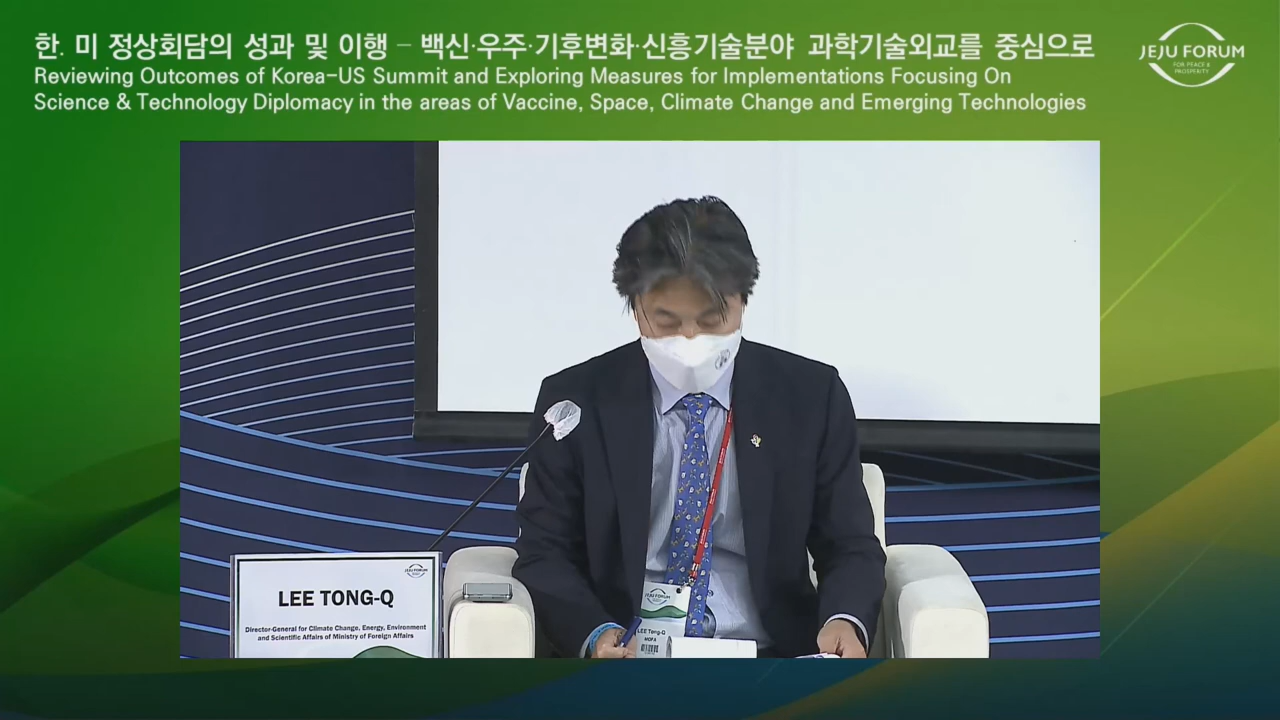 한. 미 정상회담의 성과 및 이행 – 백신·우주·기후변화·신흥기술분야 과학기술외교를 중심으로
Reviewing Outcomes of Korea-US Summit and Exploring Measures for Implementations Focusing On
Science & Technology Diplomacy in the areas of Vaccine, Space, Climate Change and Emerging Technologies
JEJU FORUM
FOR PEACE &
PROSPERITY
JEJU FORUM
LEE TONG-Q
Director-General for Climate Change, Energy, Environment
and Scientific Affairs of Ministry of Foreign Affairs
JEJU FORUM
LEE Tong-Q
MOFA